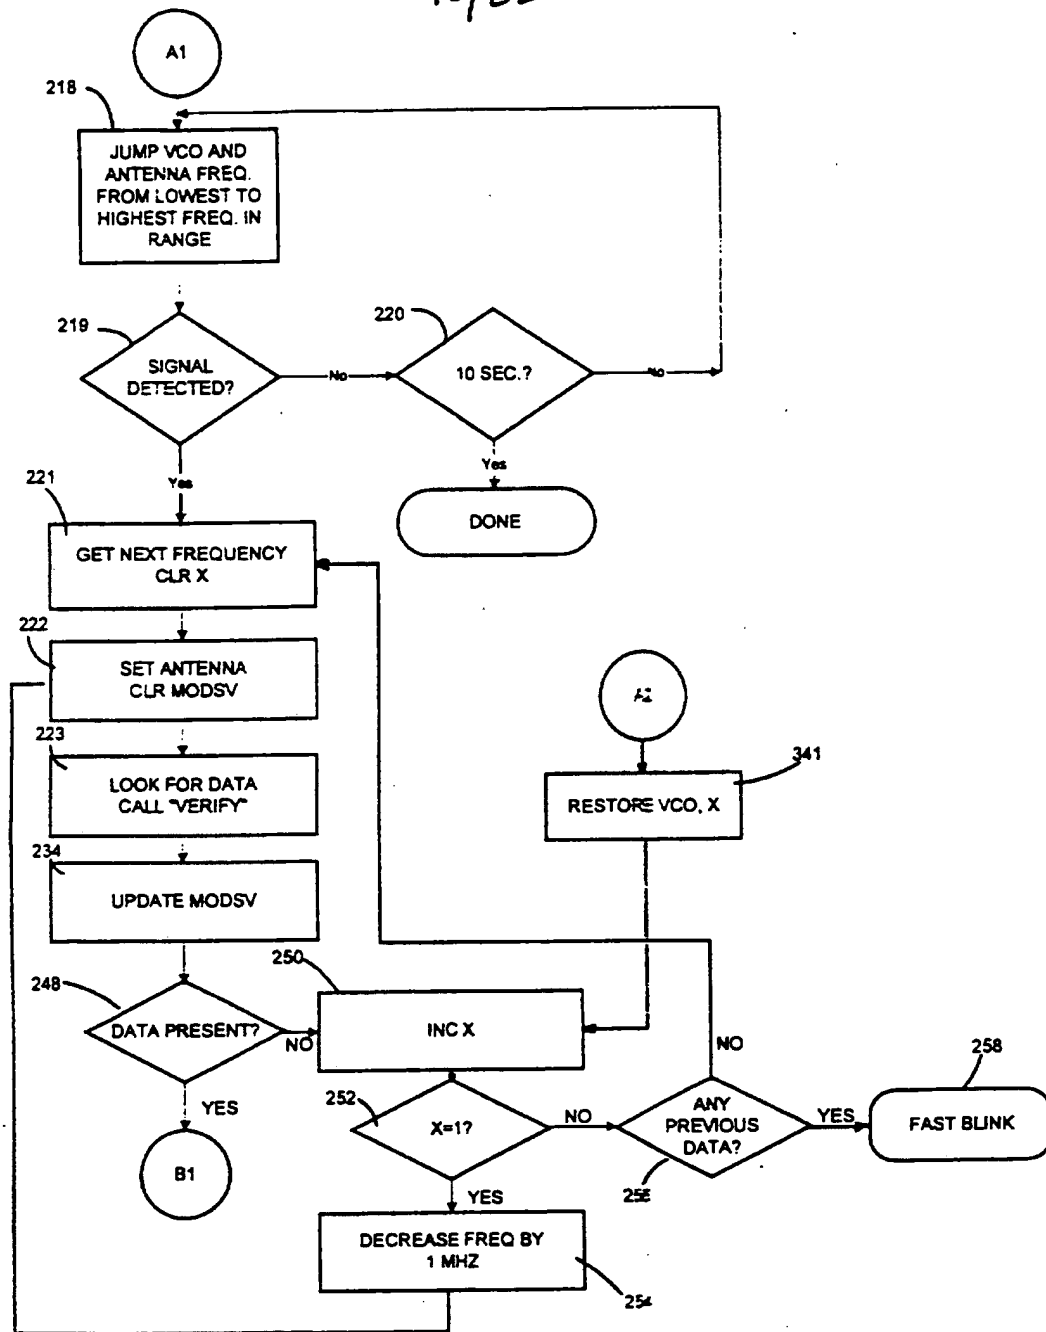 A1
218
JUMP VCO AND
ANTENNA FREQ.
FROM LOWEST TO
HIGHEST FREQ. IN
RANGE
219
SIGNAL
DETECTED?
No
220
10 SEC.?
No
Yes
Yes
DONE
221
GET NEXT FREQUENCY
CLR X
222
SET ANTENNA
CLR MODSV
223
LOOK FOR DATA
CALL "VERIFY"
234
UPDATE MODSV
A2
341
RESTORE VCO, X
248
DATA PRESENT?
NO
YES
B1
250
INC X
252
X=1?
NO
YES
NO
ANY
PREVIOUS
DATA?
YES
258
FAST BLINK
DECREASE FREQ BY
1 MHZ
254